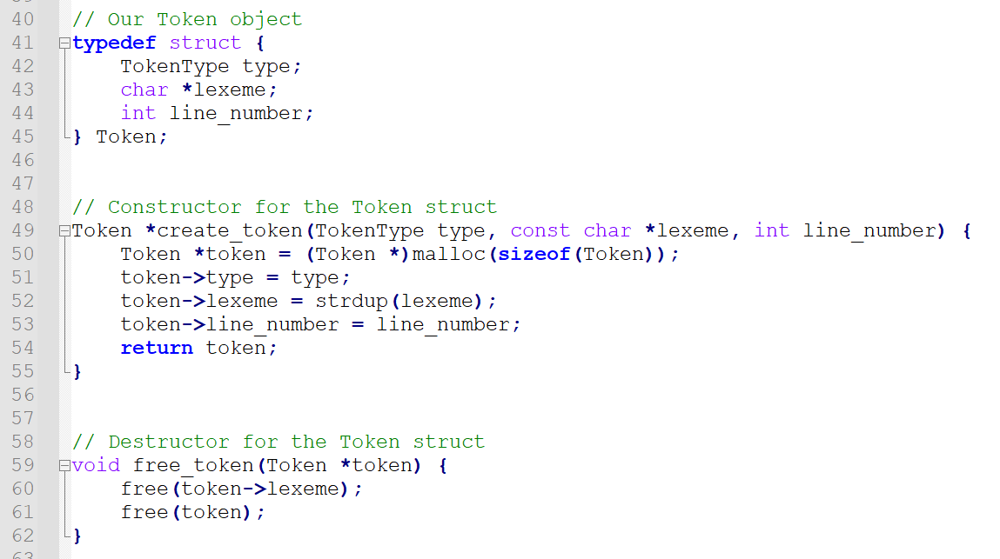 40 // Our Token object
41 typedef struct {
42 TokenType type;
43 char *lexeme;
44 int line_number;
45 } Token;
46
47
48 // Constructor for the Token struct
49 Token *create_token(TokenType type, const char *lexeme, int line_number) {
50 Token *token = (Token *)malloc(sizeof(Token));
51 token->type = type;
52 token->lexeme = strdup(lexeme);
53 token->line_number = line_number;
54 return token;
55 }
56
57
58 // Destructor for the Token struct
59 void free_token(Token *token) {
60 free(token->lexeme);
61 free(token);
62 }